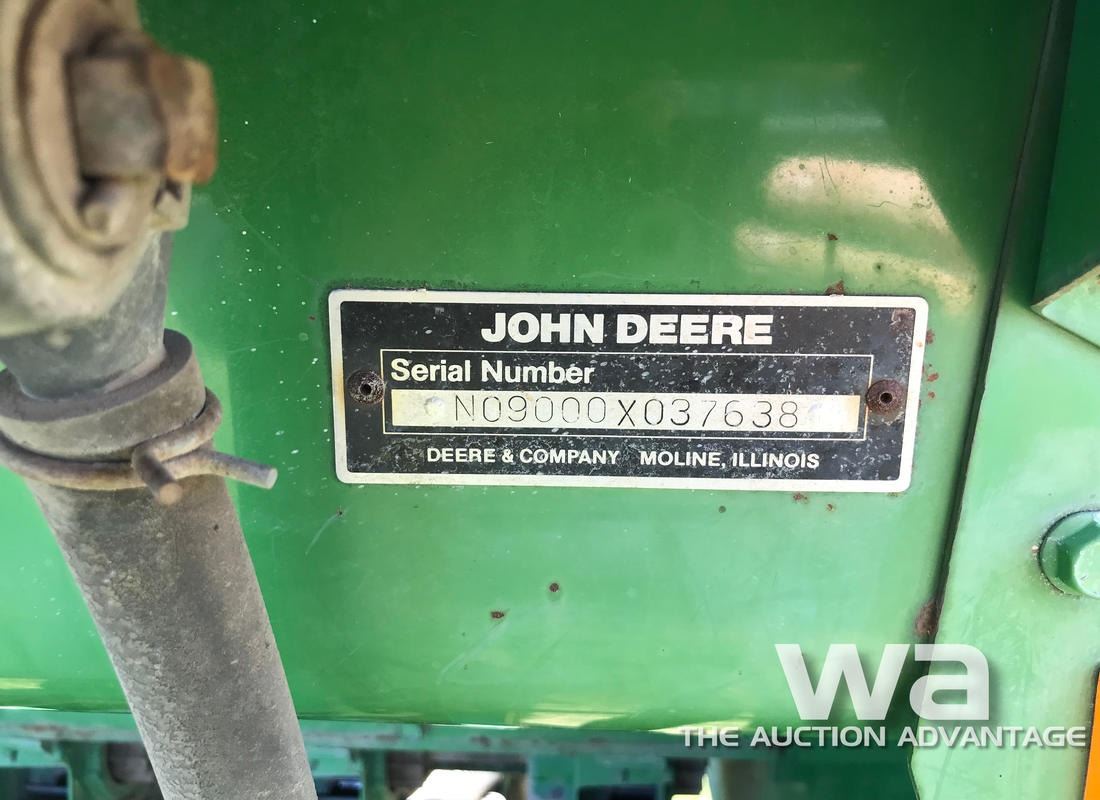 JOHN DEERE
Serial Number
N09000X037638
DEERE & COMPANY MOLINE, ILLINOIS
wa
THE AUCTION ADVANTAGE